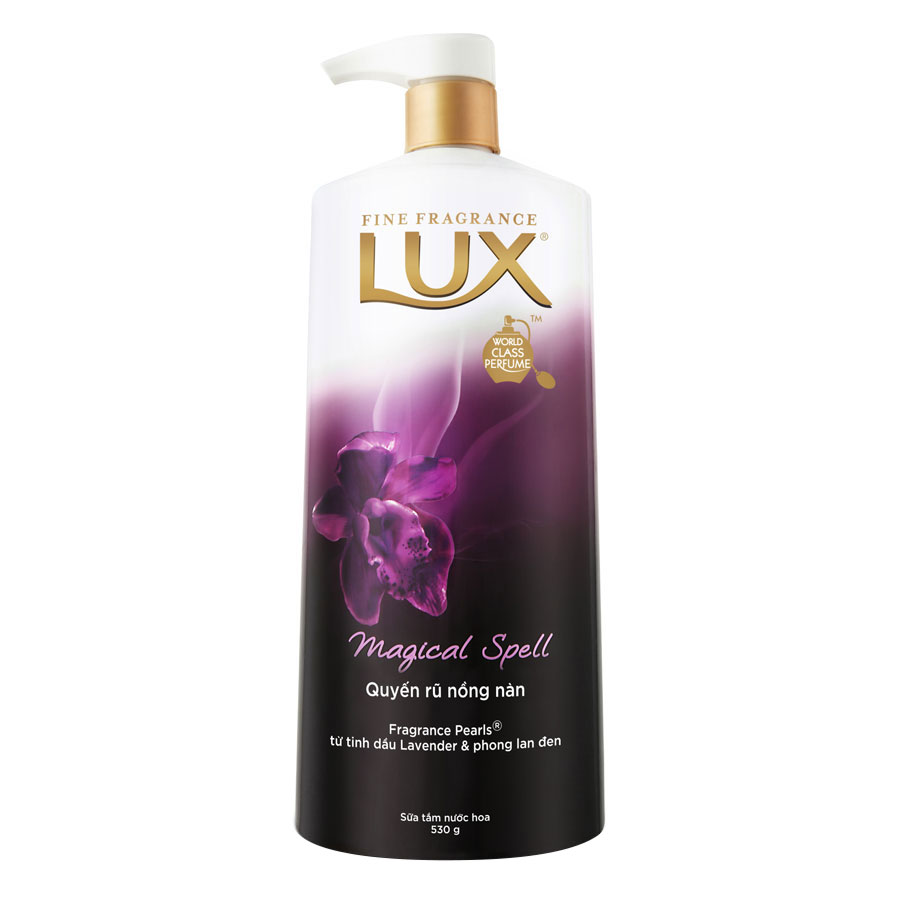 FINE FRAGRANCE
LUX®
WORLD
CLASS
PERFUME
TM
Magical Spell
Quyến rũ nồng nàn
Fragrance Pearls®
từ tinh dầu Lavender & phong lan đen
Sữa tắm nước hoa
530 g